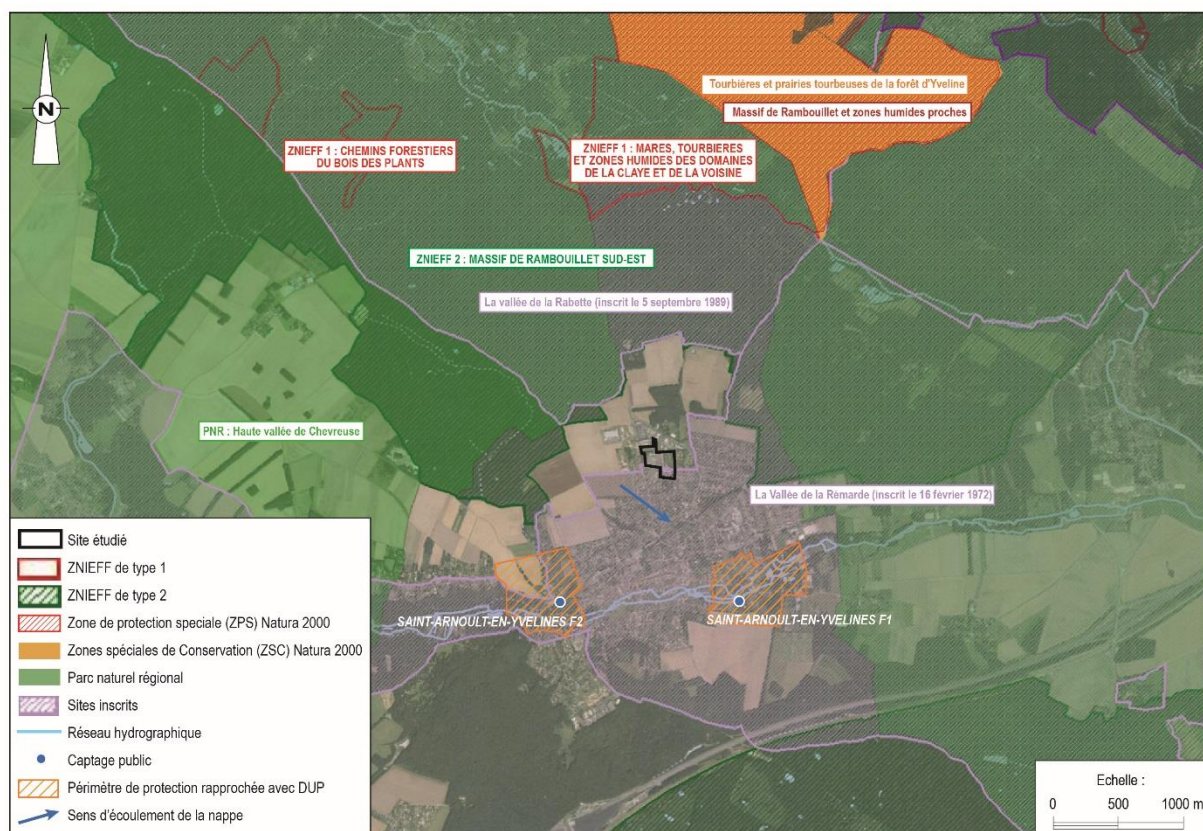 N
Tourbières et prairies tourbeuses de la forêt d'Yveline
Massif de Rambouillet et zones humides proches
ZNIEFF 1 : CHEMINS FORESTIERS
DU BOIS DES PLANTS
ZNIEFF 1 : MARES, TOURBIERES
ET ZONES HUMIDES DES DOMAINES
DE LA CLAYE ET DE LA VOISINE
ZNIEFF 2 : MASSIF DE RAMBOUILLET SUD-EST
La vallée de la Rabette (inscrit le 5 septembre 1989)
PNR : Haute vallée de Chevreuse
La Vallée de la Rémarde (inscrit le 16 février 1972)
SAINT-ARNOULT-EN-YVELINES F2
SAINT-ARNOULT-EN-YVELINES F1
Site étudié
ZNIEFF de type 1
ZNIEFF de type 2
Zone de protection speciale (ZPS) Natura 2000
Zones spéciales de Conservation (ZSC) Natura 2000
Parc naturel régional
Sites inscrits
Réseau hydrographique
Captage public
Périmètre de protection rapprochée avec DUP
Sens d'écoulement de la nappe
Echelle :
0 500 1000 m